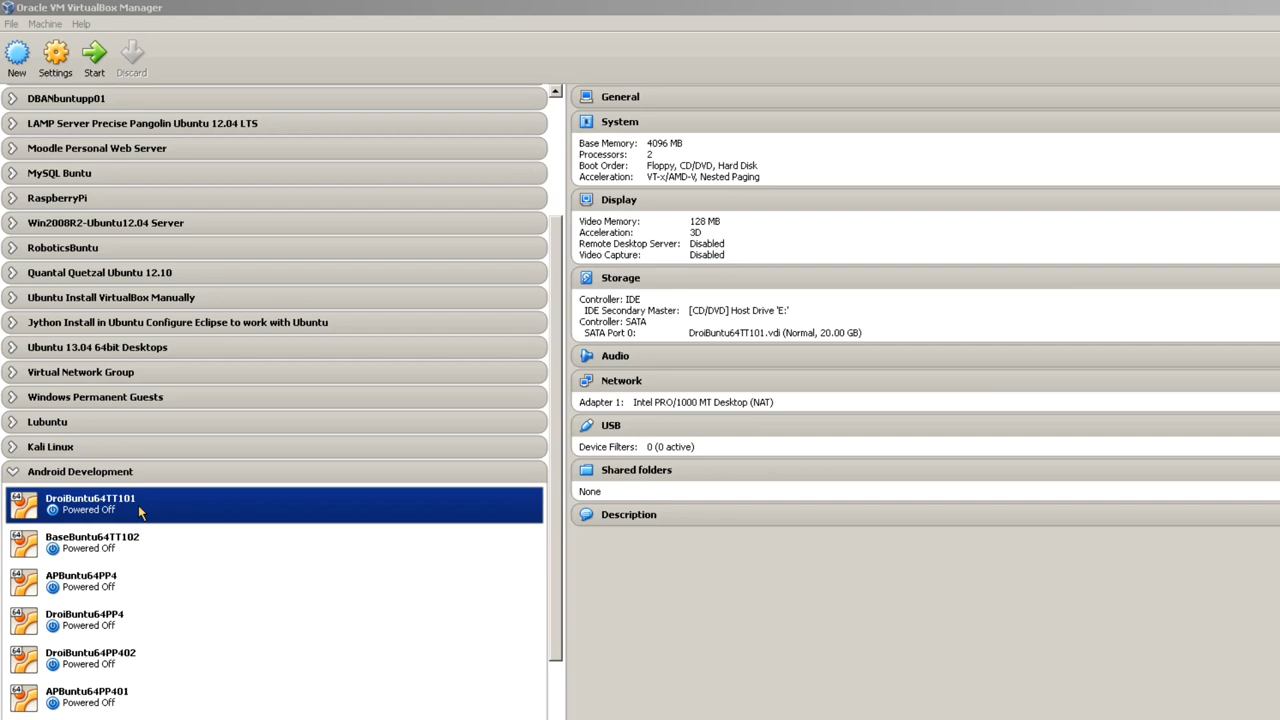 Oracle VM VirtualBox Manager
File Machine Help
New Settings Start Discard
DBANbuntupp01
LAMP Server Precise Pangolin Ubuntu 12.04 LTS
Moodle Personal Web Server
MySQL Buntu
RaspberryPi
Win2008R2-Ubuntu12.04 Server
RoboticsBuntu
Quantal Quetzal Ubuntu 12.10
Ubuntu Install VirtualBox Manually
Jython Install in Ubuntu Configure Eclipse to work with Ubuntu
Ubuntu 13.04 64bit Desktops
Virtual Network Group
Windows Permanent Guests
Lubuntu
Kali Linux
Android Development
64 DroiBuntu64TT101
Powered Off
64 BaseBuntu64TT102
Powered Off
64 APBuntu64PP4
Powered Off
64 DroiBuntu64PP4
Powered Off
64 DroiBuntu64PP402
Powered Off
64 APBuntu64PP401
Powered Off
General
System
Base Memory: 4096 MB
Processors: 2
Boot Order: Floppy, CD/DVD, Hard Disk
Acceleration: VT-x/AMD-V, Nested Paging
Display
Video Memory: 128 MB
Acceleration: 3D
Remote Desktop Server: Disabled
Video Capture: Disabled
Storage
Controller: IDE
IDE Secondary Master: [CD/DVD] Host Drive 'E:'
Controller: SATA
SATA Port 0: DroiBuntu64TT101.vdi (Normal, 20.00 GB)
Audio
Network
Adapter 1: Intel PRO/1000 MT Desktop (NAT)
USB
Device Filters: 0 (0 active)
Shared folders
None
Description